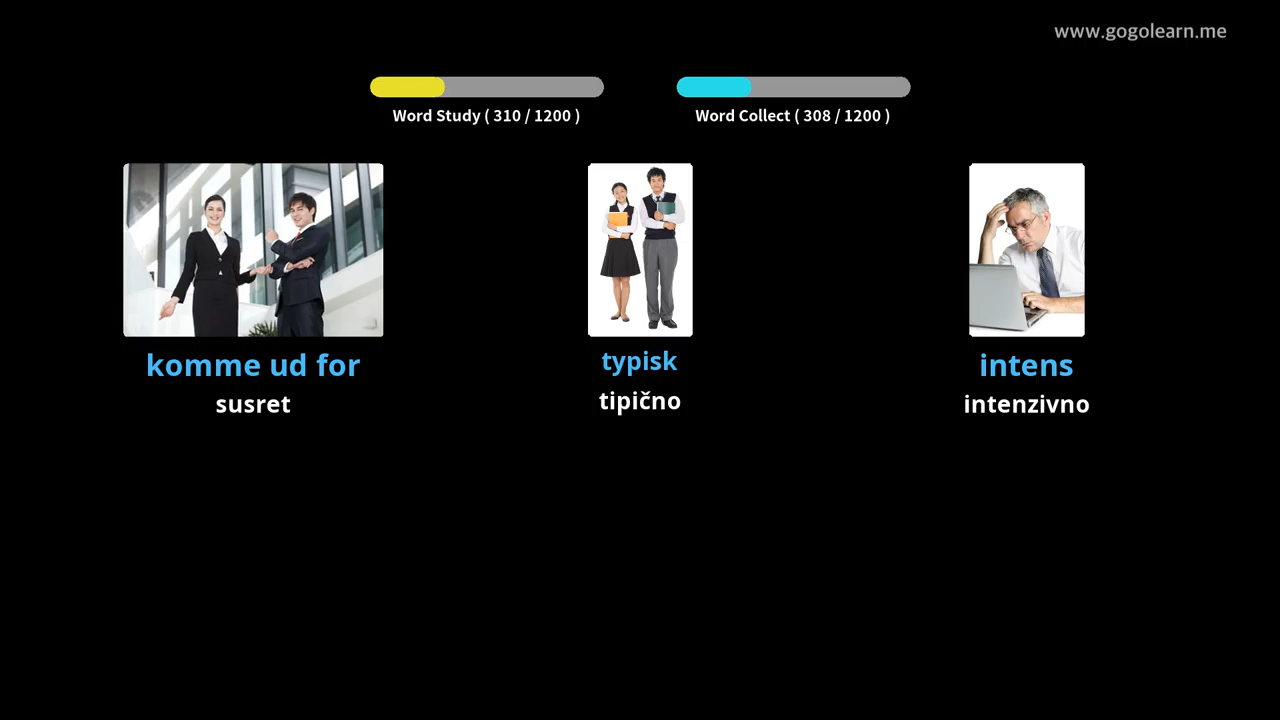 www.gogolearn.me
Word Study ( 310 / 1200 )
Word Collect ( 308 / 1200 )
komme ud for
susret
typisk
tipično
intens
intenzivno